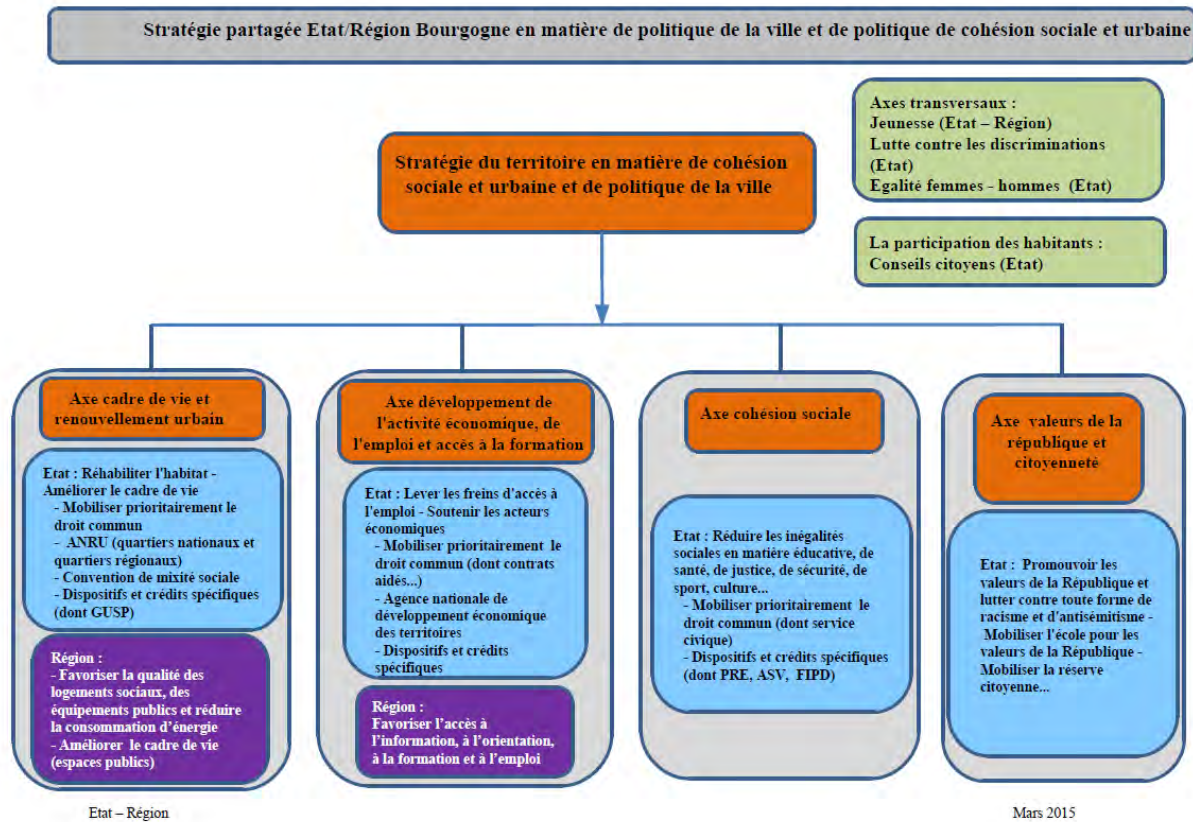 Stratégie partagée Etat/Région Bourgogne en matière de politique de la ville et de politique de cohésion sociale et urbaine
Axes transversaux :
Jeunesse (Etat – Région)
Lutte contre les discriminations
(Etat)
Egalité femmes - hommes (Etat)
Stratégie du territoire en matière de cohésion
sociale et urbaine et de politique de la ville
La participation des habitants :
Conseils citoyens (Etat)
Axe cadre de vie et
renouvellement urbain
Etat : Réhabiliter l'habitat -
Améliorer le cadre de vie
- Mobiliser prioritairement le
droit commun
- ANRU (quartiers nationaux et
quartiers régionaux)
- Convention de mixité sociale
- Dispositifs et crédits spécifiques
(dont GUSP)
Région :
- Favoriser la qualité des
logements sociaux, des
équipements publics et réduire
la consommation d'énergie
- Améliorer le cadre de vie
(espaces publics)
Axe développement de
l'activité économique, de
l'emploi et accès à la formation
Etat : Lever les freins d'accès à
l'emploi - Soutenir les acteurs
économiques
- Mobiliser prioritairement le
droit commun (dont contrats
aidés...)
- Agence nationale de
développement économique
des territoires
- Dispositifs et crédits
spécifiques
Région :
Favoriser l'accès à
l'information, à l'orientation,
à la formation et à l'emploi
Axe cohésion sociale
Etat : Réduire les inégalités
sociales en matière éducative, de
santé, de justice, de sécurité, de
sport, culture...
- Mobiliser prioritairement le
droit commun (dont service
civique)
- Dispositifs et crédits spécifiques
(dont PRE, ASV, FIPD)
Axe valeurs de la
république et
citoyenneté
Etat : Promouvoir les
valeurs de la République et
lutter contre toute forme de
racisme et d'antisémitisme -
Mobiliser l'école pour les
valeurs de la République -
Mobiliser la réserve
citoyenne...
Etat – Région
Mars 2015